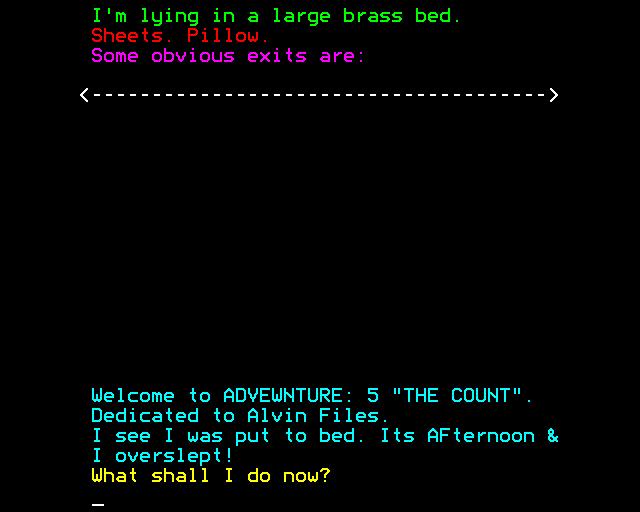 I'm lying in a large brass bed.
Sheets. Pillow.
Some obvious exits are:
<-------------------------------------->
Welcome to ADVEWNTURE: 5 "THE COUNT".
Dedicated to Alvin Files.
I see I was put to bed. Its AFternoon &
I overslept!
What shall I do now?
_